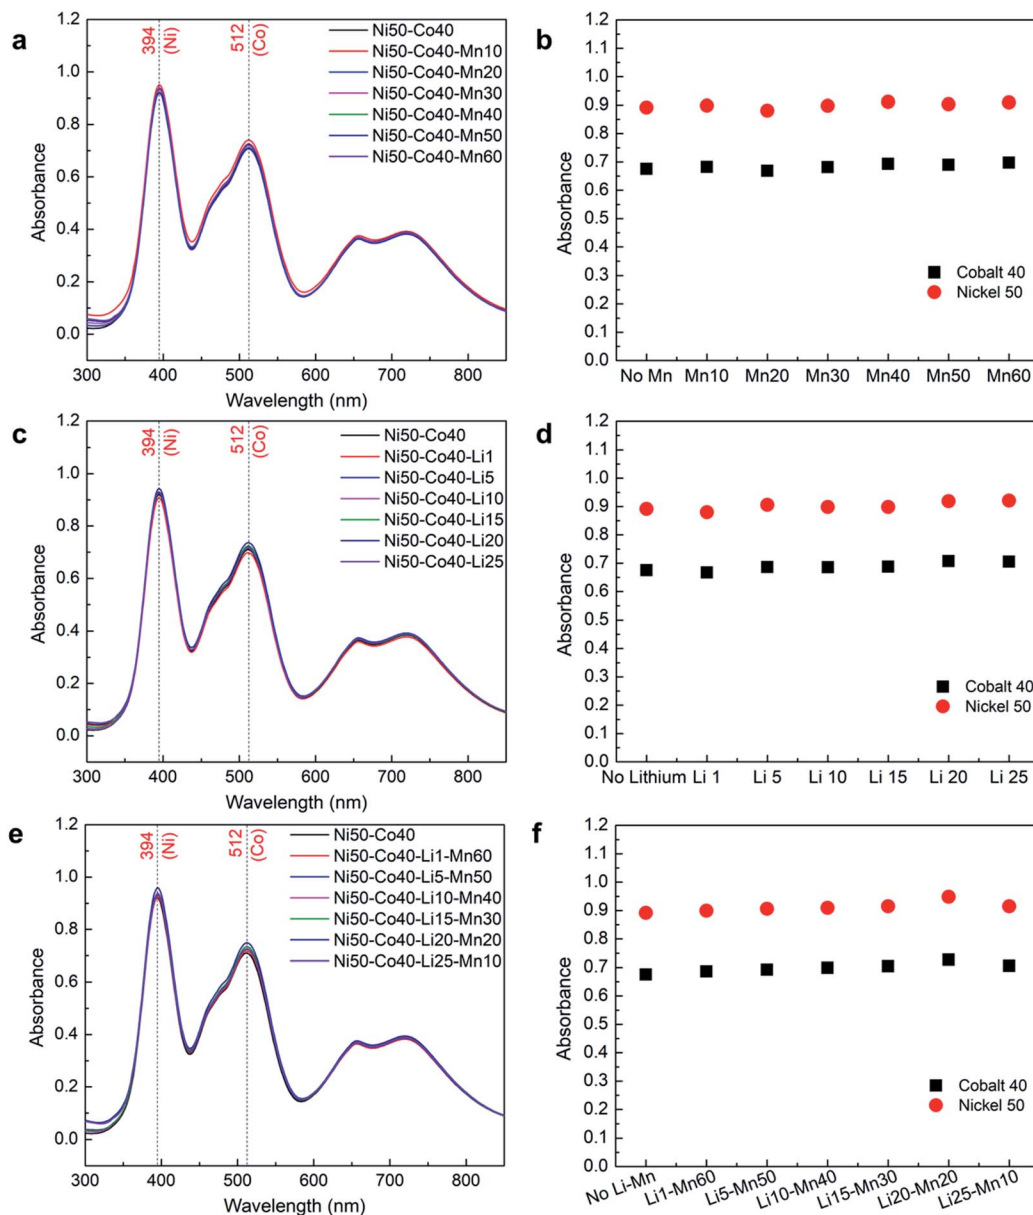 a
394
(Ni)
512
(Co)
Ni50-Co40
Ni50-Co40-Mn10
Ni50-Co40-Mn20
Ni50-Co40-Mn30
Ni50-Co40-Mn40
Ni50-Co40-Mn50
Ni50-Co40-Mn60
1.2
1.0
0.8
0.6
0.4
0.2
0.0
Absorbance
300 400 500 600 700 800
Wavelength (nm)
b
1.2
1.1
1.0
0.9
0.8
0.7
0.6
0.5
0.4
0.3
0.2
0.1
0.0
Absorbance
Cobalt 40
Nickel 50
No Mn Mn10 Mn20 Mn30 Mn40 Mn50 Mn60
c
394
(Ni)
512
(Co)
Ni50-Co40
Ni50-Co40-Li1
Ni50-Co40-Li5
Ni50-Co40-Li10
Ni50-Co40-Li15
Ni50-Co40-Li20
Ni50-Co40-Li25
1.2
1.0
0.8
0.6
0.4
0.2
0.0
Absorbance
300 400 500 600 700 800
Wavelength (nm)
d
1.2
1.1
1.0
0.9
0.8
0.7
0.6
0.5
0.4
0.3
0.2
0.1
0.0
Absorbance
Cobalt 40
Nickel 50
No Lithium Li 1 Li 5 Li 10 Li 15 Li 20 Li 25
e
394
(Ni)
512
(Co)
Ni50-Co40
Ni50-Co40-Li1-Mn60
Ni50-Co40-Li5-Mn50
Ni50-Co40-Li10-Mn40
Ni50-Co40-Li15-Mn30
Ni50-Co40-Li20-Mn20
Ni50-Co40-Li25-Mn10
1.2
1.0
0.8
0.6
0.4
0.2
0.0
Absorbance
300 400 500 600 700 800
Wavelength (nm)
f
1.2
1.1
1.0
0.9
0.8
0.7
0.6
0.5
0.4
0.3
0.2
0.1
0.0
Absorbance
Cobalt 40
Nickel 50
No Li-Mn Li1-Mn60 Li5-Mn50 Li10-Mn40 Li15-Mn30 Li20-Mn20 Li25-Mn10